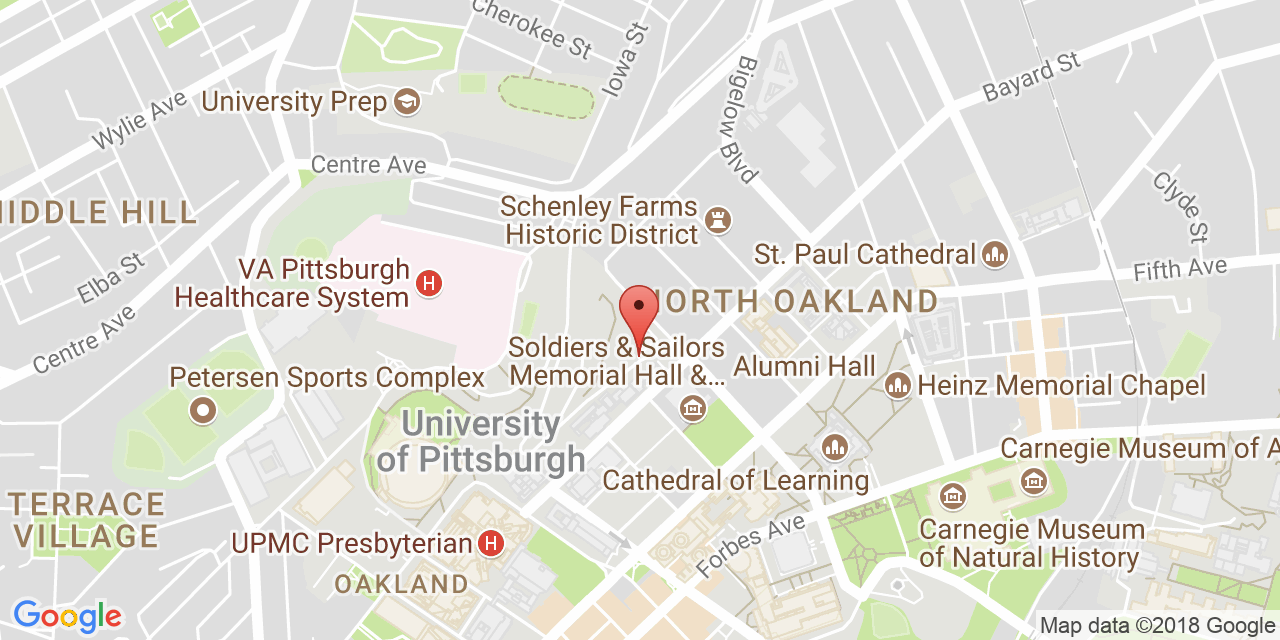 Cherokee St
Iowa St
Bigelow Blvd
Bayard St
University Prep
Wylie Ave
Centre Ave
Clyde St
MIDDLE HILL
Schenley Farms
Historic District
St. Paul Cathedral
Fifth Ave
Elba St
VA Pittsburgh
Healthcare System
NORTH OAKLAND
Centre Ave
Soldiers & Sailors
Memorial Hall &...
Alumni Hall
Petersen Sports Complex
Heinz Memorial Chapel
University
of Pittsburgh
Carnegie Museum of A
Cathedral of Learning
TERRACE
VILLAGE
Carnegie Museum
of Natural History
Forbes Ave
UPMC Presbyterian
OAKLAND
Google
Map data ©2018 Google